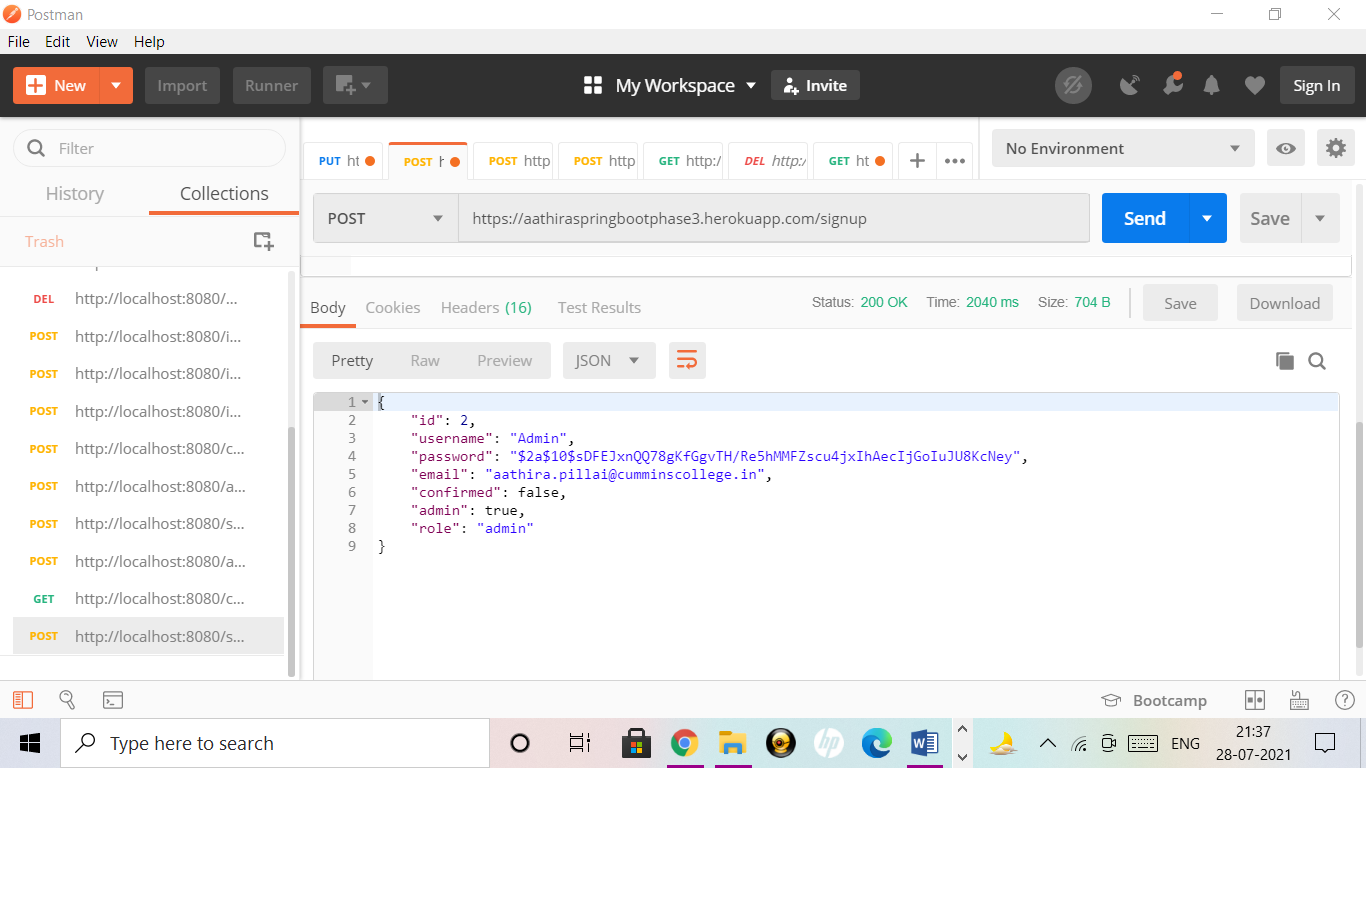 Postman
File Edit View Help
New Import Runner My Workspace Invite Sign In
Filter
History Collections
Trash
DEL http://localhost:8080/...
POST http://localhost:8080/i...
POST http://localhost:8080/i...
POST http://localhost:8080/i...
POST http://localhost:8080/c...
POST http://localhost:8080/a...
POST http://localhost:8080/s...
POST http://localhost:8080/a...
GET http://localhost:8080/c...
POST http://localhost:8080/s...
PUT ht POST h POST http POST http GET http:/ DEL http:/ GET ht + •••
No Environment
POST https://aathiraspringbootphase3.herokuapp.com/signup Send Save
Body Cookies Headers (16) Test Results Status: 200 OK Time: 2040 ms Size: 704 B Save Download
Pretty Raw Preview JSON
1 {
2 "id": 2,
3 "username": "Admin",
4 "password": "$2a$10$sDFEJxnQQ78gKfGgvTH/Re5hMMFZscu4jxIhAecIjGoIuJU8KcNey",
5 "email": "aathira.pillai@cumminscollege.in",
6 "confirmed": false,
7 "admin": true,
8 "role": "admin"
9 }
Bootcamp
Type here to search
hp
ENG
21:37
28-07-2021